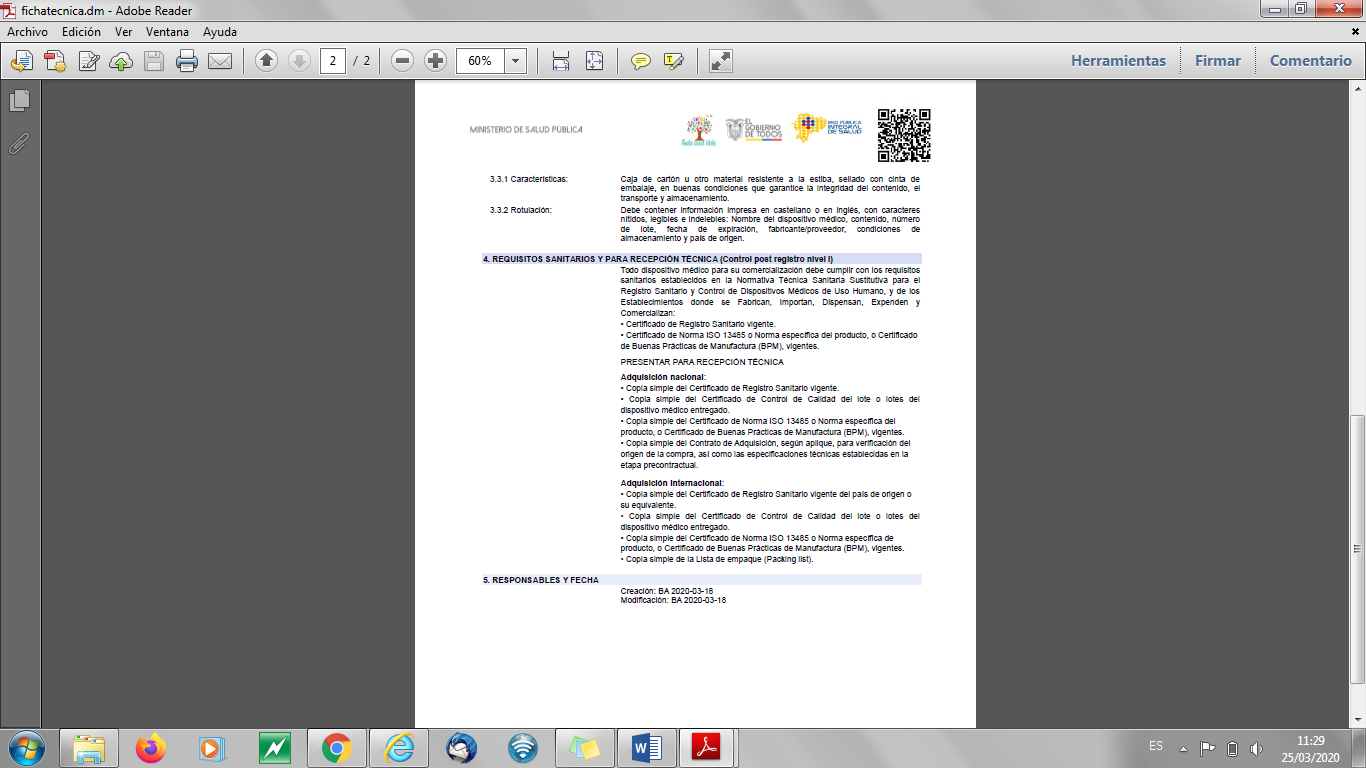 fichatecnica.dm - Adobe Reader
Archivo Edición Ver Ventana Ayuda
2 / 2 60% Herramientas Firmar Comentario
MINISTERIO DE SALUD PÚBLICA
Toda una Vida
EL GOBIERNO DE TODOS
RED PÚBLICA INTEGRAL DE SALUD
3.3.1 Características: Caja de cartón u otro material resistente a la estiba, sellado con cinta de
embalaje, en buenas condiciones que garantice la integridad del contenido, el
transporte y almacenamiento.
3.3.2 Rotulación: Debe contener información impresa en castellano o en inglés, con caracteres
nítidos, legibles e indelebles: Nombre del dispositivo médico, contenido, número
de lote, fecha de expiración, fabricante/proveedor, condiciones de
almacenamiento y país de origen.
4. REQUISITOS SANITARIOS Y PARA RECEPCIÓN TÉCNICA (Control post registro nivel I)
Todo dispositivo médico para su comercialización debe cumplir con los requisitos
sanitarios establecidos en la Normativa Técnica Sanitaria Sustitutiva para el
Registro Sanitario y Control de Dispositivos Médicos de Uso Humano, y de los
Establecimientos donde se Fabrican, Importan, Dispensan, Expenden y
Comercializan:
• Certificado de Registro Sanitario vigente.
• Certificado de Norma ISO 13485 o Norma específica del producto, o Certificado
de Buenas Prácticas de Manufactura (BPM), vigentes.
PRESENTAR PARA RECEPCIÓN TÉCNICA
Adquisición nacional:
• Copia simple del Certificado de Registro Sanitario vigente.
• Copia simple del Certificado de Control de Calidad del lote o lotes del
dispositivo médico entregado.
• Copia simple del Certificado de Norma ISO 13485 o Norma específica del
producto, o Certificado de Buenas Prácticas de Manufactura (BPM), vigentes.
• Copia simple del Contrato de Adquisición, según aplique, para verificación del
origen de la compra, así como las especificaciones técnicas establecidas en la
etapa precontractual.
Adquisición Internacional:
• Copia simple del Certificado de Registro Sanitario vigente del país de origen o
su equivalente.
• Copia simple del Certificado de Control de Calidad del lote o lotes del
dispositivo médico entregado.
• Copia simple del Certificado de Norma ISO 13485 o Norma específica de
producto, o Certificado de Buenas Prácticas de Manufactura (BPM), vigentes.
• Copia simple de la Lista de empaque (Packing list).
5. RESPONSABLES Y FECHA
Creación: BA 2020-03-18
Modificación: BA 2020-03-18
ES
11:29
25/03/2020